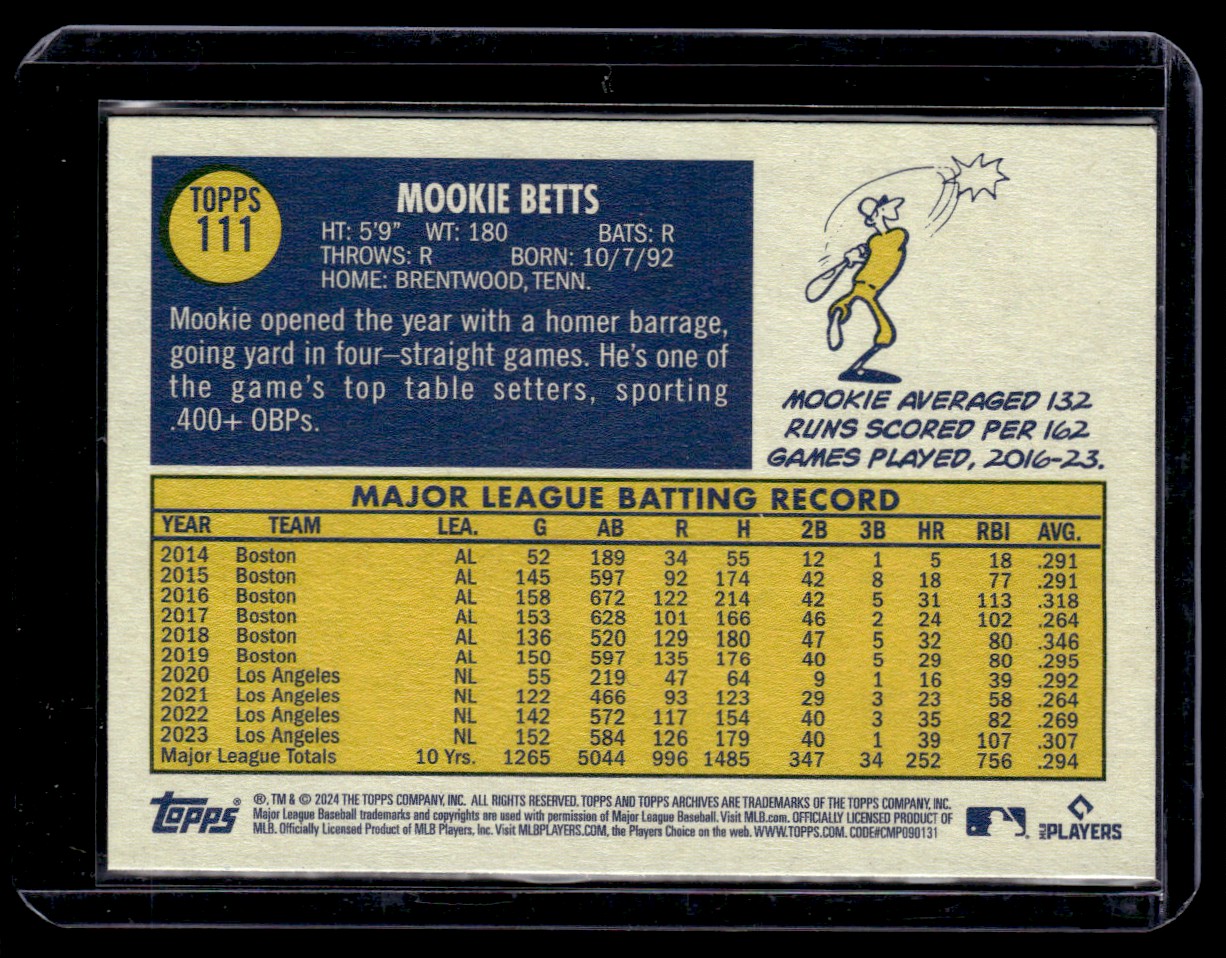 TOPPS
111
MOOKIE BETTS
HT: 5'9" WT: 180 BATS: R
THROWS: R BORN: 10/7/92
HOME: BRENTWOOD, TENN.
Mookie opened the year with a homer barrage,
going yard in four–straight games. He's one of
the game's top table setters, sporting
.400+ OBPs.
MOOKIE AVERAGED 132
RUNS SCORED PER 162
GAMES PLAYED, 2016-23.
MAJOR LEAGUE BATTING RECORD
YEAR TEAM LEA. G AB R H 2B 3B HR RBI AVG.
2014 Boston AL 52 189 34 55 12 1 5 18 .291
2015 Boston AL 145 597 92 174 42 8 18 77 .291
2016 Boston AL 158 672 122 214 42 5 31 113 .318
2017 Boston AL 153 628 101 166 46 2 24 102 .264
2018 Boston AL 136 520 129 180 47 5 32 80 .346
2019 Boston AL 150 597 135 176 40 5 29 80 .295
2020 Los Angeles NL 55 219 47 64 9 1 16 39 .292
2021 Los Angeles NL 122 466 93 123 29 3 23 58 .264
2022 Los Angeles NL 142 572 117 154 40 3 35 82 .269
2023 Los Angeles NL 152 584 126 179 40 1 39 107 .307
Major League Totals 10 Yrs. 1265 5044 996 1485 347 34 252 756 .294
topps®
®, TM & © 2024 THE TOPPS COMPANY, INC. ALL RIGHTS RESERVED. TOPPS AND TOPPS ARCHIVES ARE TRADEMARKS OF THE TOPPS COMPANY, INC.
Major League Baseball trademarks and copyrights are used with permission of Major League Baseball. Visit MLB.com. OFFICIALLY LICENSED PRODUCT OF
MLB. Officially Licensed Product of MLB Players, Inc. Visit MLBPLAYERS.COM, the Players Choice on the web. WWW.TOPPS.COM. CODE#CMP090131
MLB PLAYERS